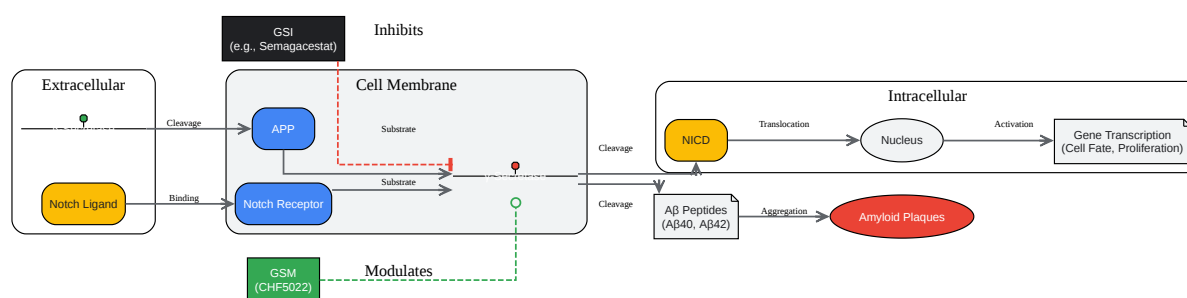 GSI
(e.g., Semagacestat)
Inhibits
Extracellular
Cell Membrane
Intracellular
Cleavage
APP
Substrate
NICD
Translocation
Nucleus
Activation
Gene Transcription
(Cell Fate, Proliferation)
Cleavage
Substrate
Notch Ligand
Binding
Notch Receptor
Cleavage
Aβ Peptides
(Aβ40, Aβ42)
Aggregation
Amyloid Plaques
GSM
(CHF5022)
Modulates